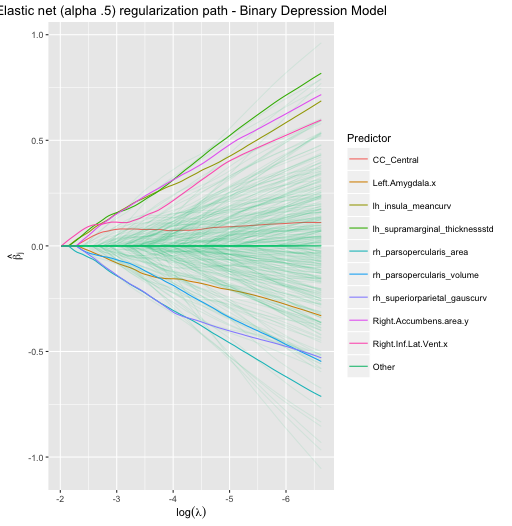 Elastic net (alpha .5) regularization path - Binary Depression Model
1.0
0.5
0.0
-0.5
-1.0
β̂j
-2
-3
-4
-5
-6
log(λ)
Predictor
CC_Central
Left.Amygdala.x
lh_insula_meancurv
lh_supramarginal_thicknessstd
rh_parsopercularis_area
rh_parsopercularis_volume
rh_superiorparietal_gauscurv
Right.Accumbens.area.y
Right.Inf.Lat.Vent.x
Other